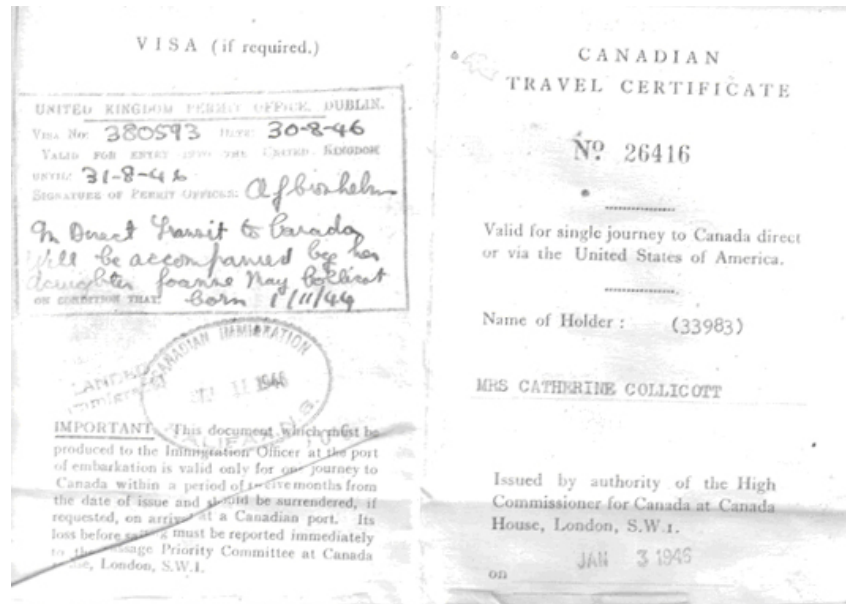 VISA (if required.)
UNITED KINGDOM PERMIT OFFICE, DUBLIN.
VISA No: 380593 DATE: 30-8-46
VALID FOR ENTRY INTO THE UNITED KINGDOM
UNTIL: 31-8-46
SIGNATURE OF PERMIT OFFICER:
In Direct Transit to Canada
Will be accompanied by her
daughter Joanne May Collicot
ON CONDITION THAT: born 1/11/44
CANADIAN IMMIGRATION
LANDED
Immigrant
11 1946
HALIFAX, N.S.
IMPORTANT. This document which must be
produced to the Immigration Officer at the port
of embarkation is valid only for one journey to
Canada within a period of twelve months from
the date of issue and should be surrendered, if
requested, on arrival at a Canadian port. Its
loss before sailing must be reported immediately
to the Passage Priority Committee at Canada
House, London, S.W.1.
CANADIAN
TRAVEL CERTIFICATE
Nº 26416
Valid for single journey to Canada direct
or via the United States of America.
Name of Holder : (33983)
MRS CATHERINE COLLICOTT
Issued by authority of the High
Commissioner for Canada at Canada
House, London, S.W.1.
JAN 3 1946
on